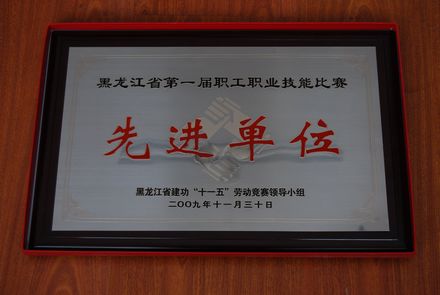 黑龙江省第一届职工职业技能比赛
先进单位
黑龙江省建功“十一五”劳动竞赛领导小组
二〇〇九年十一月三十日